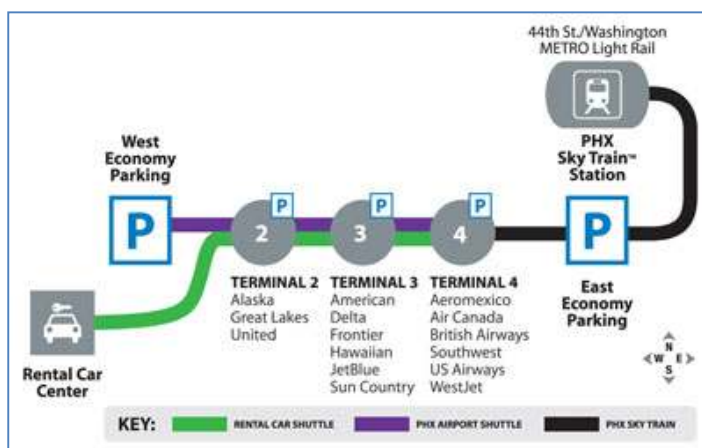 44th St./Washington
METRO Light Rail
PHX
Sky Train™
Station
West
Economy
Parking
P
P
P
P
2
3
4
P
TERMINAL 2
Alaska
Great Lakes
United
TERMINAL 3
American
Delta
Frontier
Hawaiian
JetBlue
Sun Country
TERMINAL 4
Aeromexico
Air Canada
British Airways
Southwest
US Airways
WestJet
East
Economy
Parking
Rental Car
Center
N
W E
S
KEY: RENTAL CAR SHUTTLE PHX AIRPORT SHUTTLE PHX SKY TRAIN